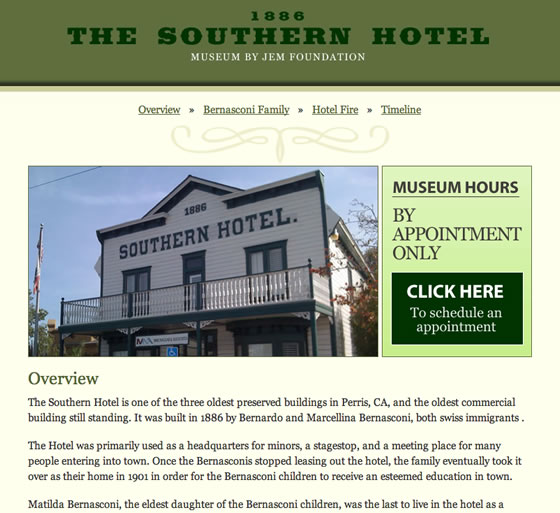 1886
THE SOUTHERN HOTEL
MUSEUM BY JEM FOUNDATION
Overview » Bernasconi Family » Hotel Fire » Timeline
1886
SOUTHERN HOTEL.
MUSEUM HOURS
BY
APPOINTMENT
ONLY
CLICK HERE
To schedule an
appointment
Overview
The Southern Hotel is one of the three oldest preserved buildings in Perris, CA, and the oldest commercial
building still standing. It was built in 1886 by Bernardo and Marcellina Bernasconi, both swiss immigrants .
The Hotel was primarily used as a headquarters for minors, a stagestop, and a meeting place for many
people entering into town. Once the Bernasconis stopped leasing out the hotel, the family eventually took it
over as their home in 1901 in order for the Bernasconi children to receive an esteemed education in town.
Matilda Bernasconi, the eldest daughter of the Bernasconi children, was the last to live in the hotel as a